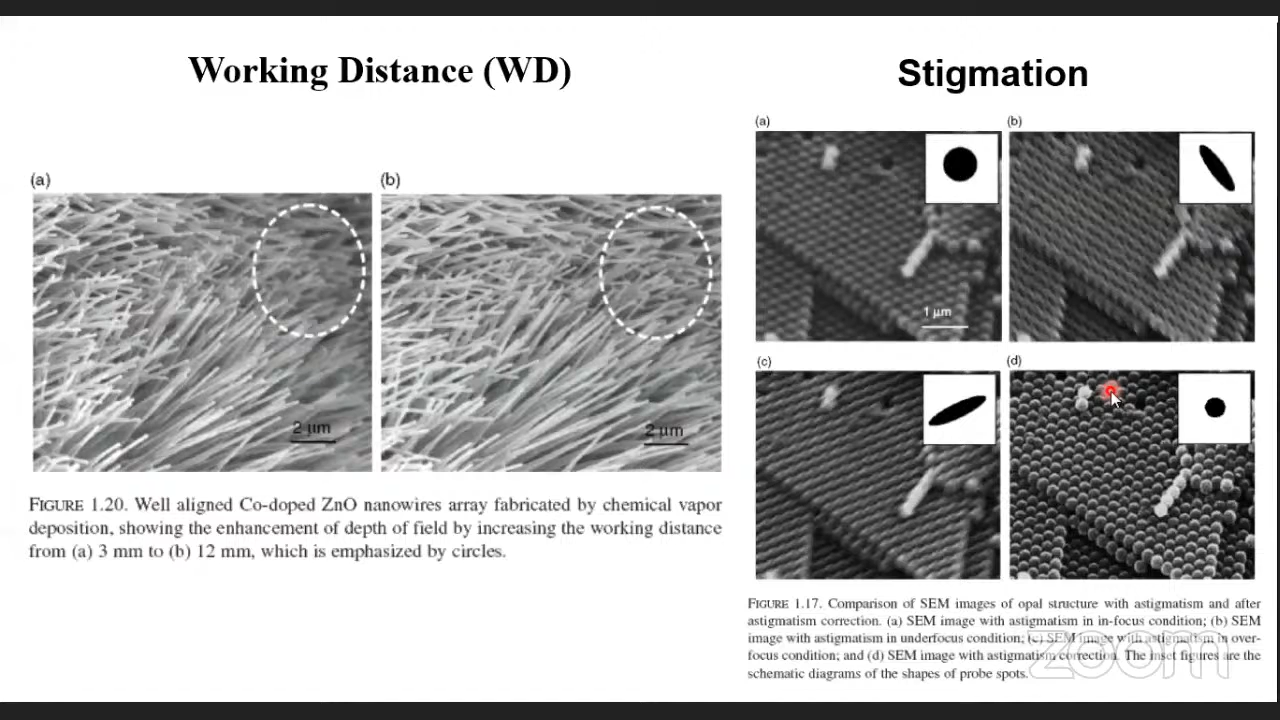 Working Distance (WD)
(a)
(b)
2 μm
2 μm
FIGURE 1.20. Well aligned Co-doped ZnO nanowires array fabricated by chemical vapor
deposition, showing the enhancement of depth of field by increasing the working distance
from (a) 3 mm to (b) 12 mm, which is emphasized by circles.
Stigmation
(a)
(b)
1 μm
(c)
(d)
FIGURE 1.17. Comparison of SEM images of opal structure with astigmatism and after
astigmatism correction. (a) SEM image with astigmatism in in-focus condition; (b) SEM
image with astigmatism in underfocus condition; (c) SEM image with astigmatism in over-
focus condition; and (d) SEM image with astigmatism correction. The inset figures are the
schematic diagrams of the shapes of probe spots.
zoom